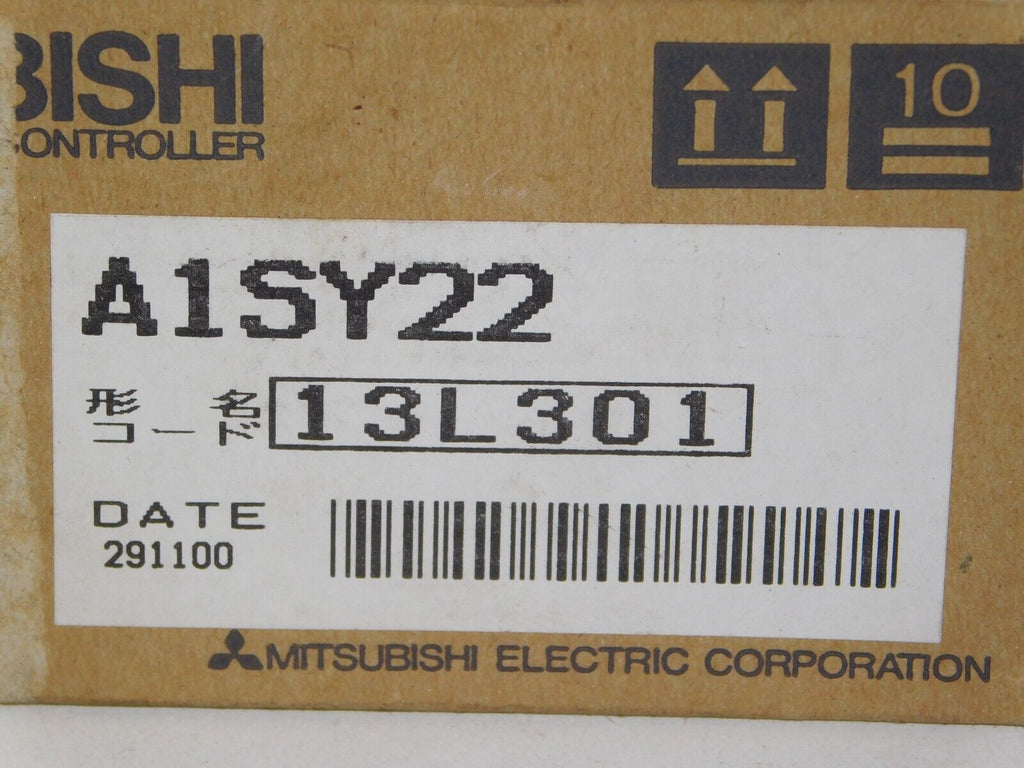 BISHI
CONTROLLER
10
A1SY22
形名
コード 13L301
DATE
291100
MITSUBISHI ELECTRIC CORPORATION